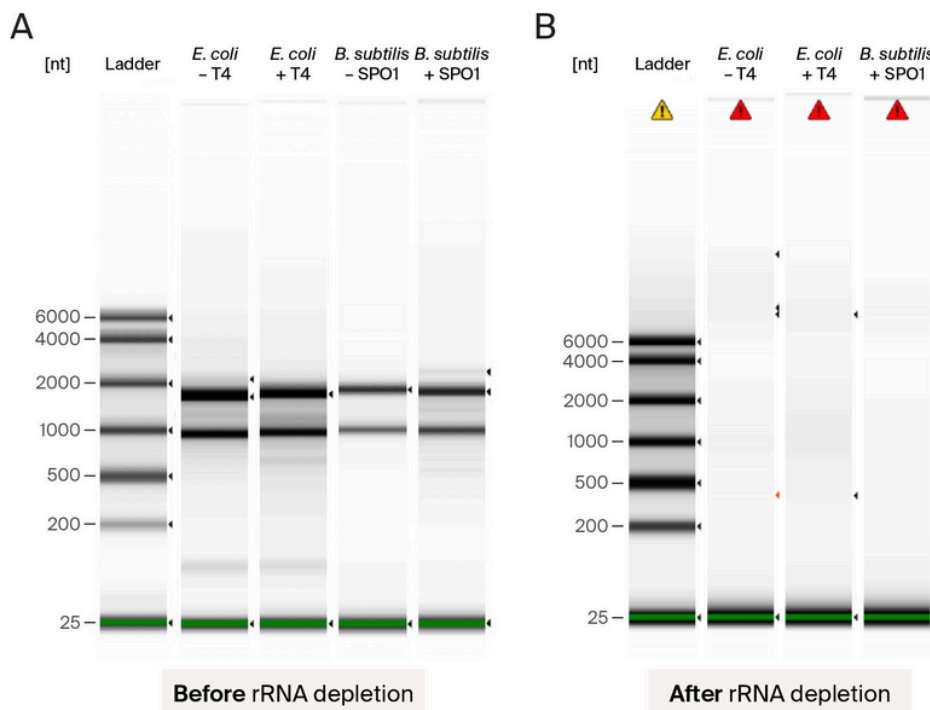 A
[nt]
Ladder
E. coli
– T4
E. coli
+ T4
B. subtilis
– SPO1
B. subtilis
+ SPO1
6000
4000
2000
1000
500
200
25
Before rRNA depletion
B
[nt]
Ladder
E. coli
– T4
E. coli
+ T4
B. subtilis
+ SPO1
6000
4000
2000
1000
500
200
25
After rRNA depletion